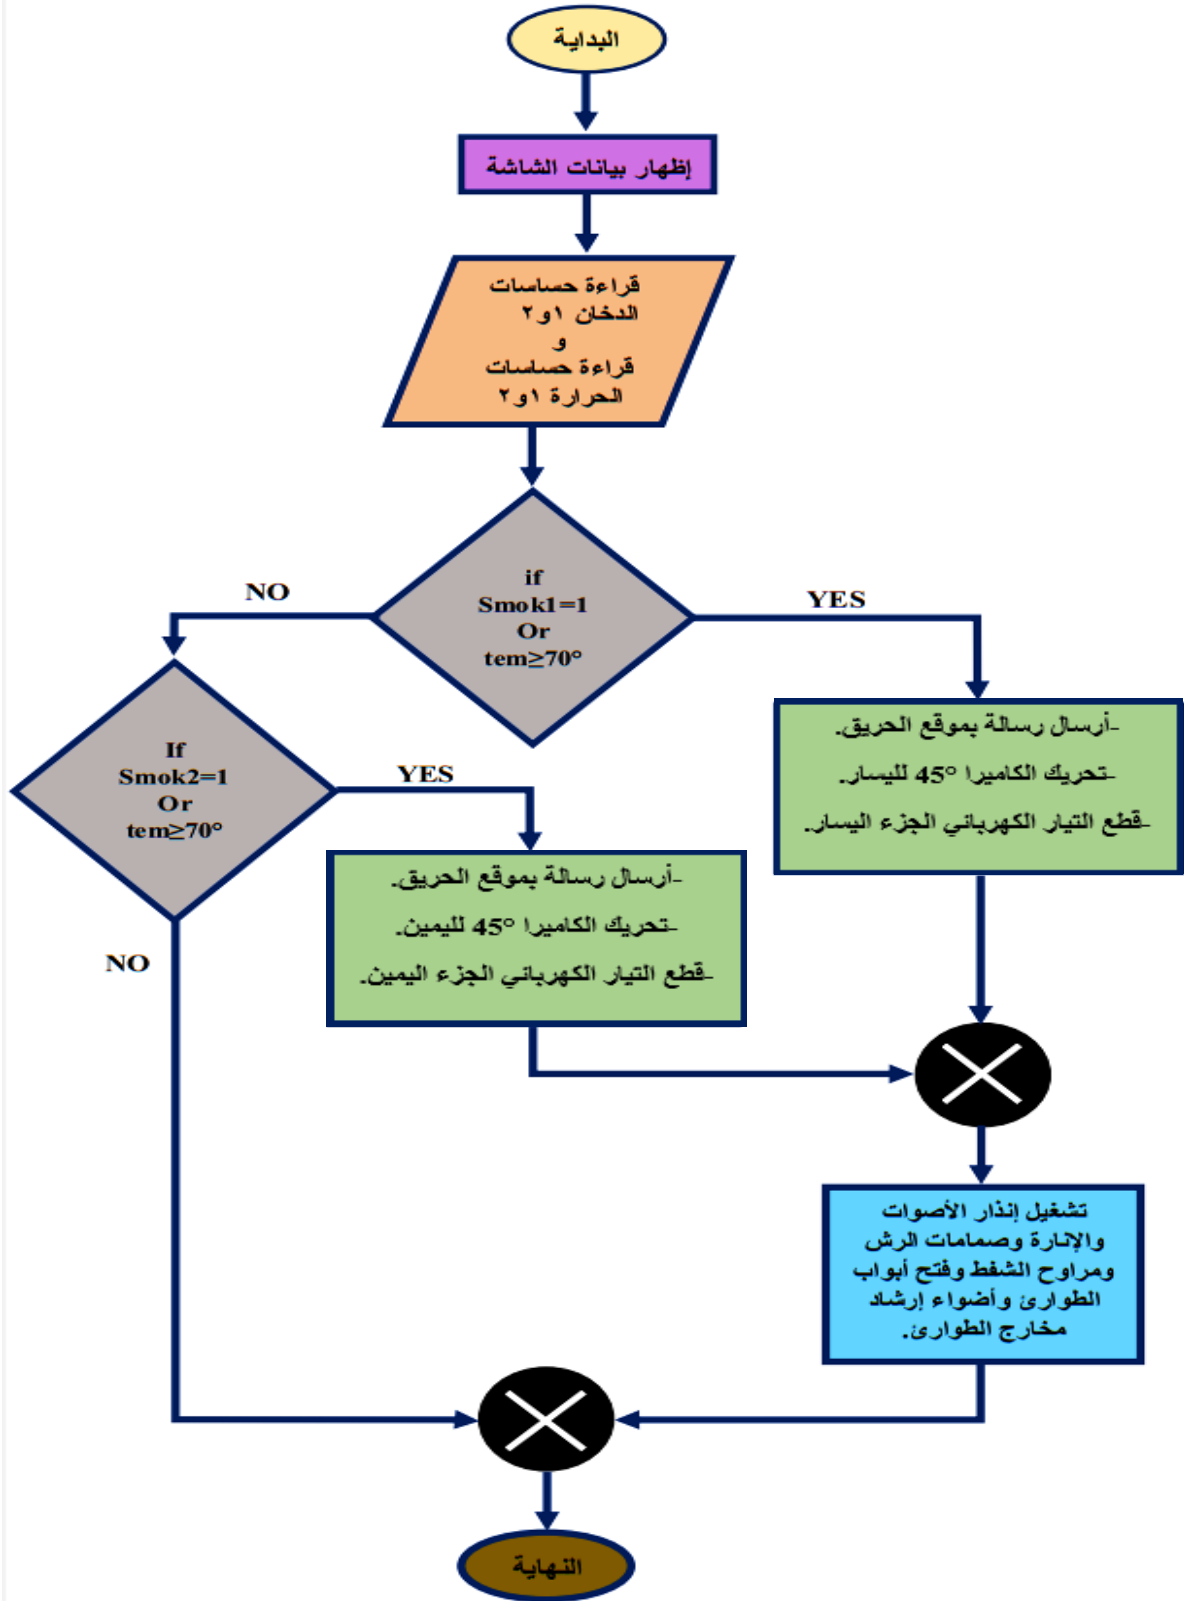 البداية
إظهار بيانات الشاشة
قراءة حساسات
الدخان ١و٢
و
قراءة حساسات
الحرارة ١و٢
if
Smok1=1
Or
tem≥70°
NO
YES
If
Smok2=1
Or
tem≥70°
YES
NO
-أرسال رسالة بموقع الحريق.
-تحريك الكاميرا 45° لليسار.
-قطع التيار الكهربائي الجزء اليسار.
-أرسال رسالة بموقع الحريق.
-تحريك الكاميرا 45° لليمين.
-قطع التيار الكهربائي الجزء اليمين.
تشغيل إنذار الأصوات
والإنارة وصمامات الرش
ومراوح الشفط وفتح أبواب
الطوارئ وأضواء إرشاد
مخارج الطوارئ.
النهاية